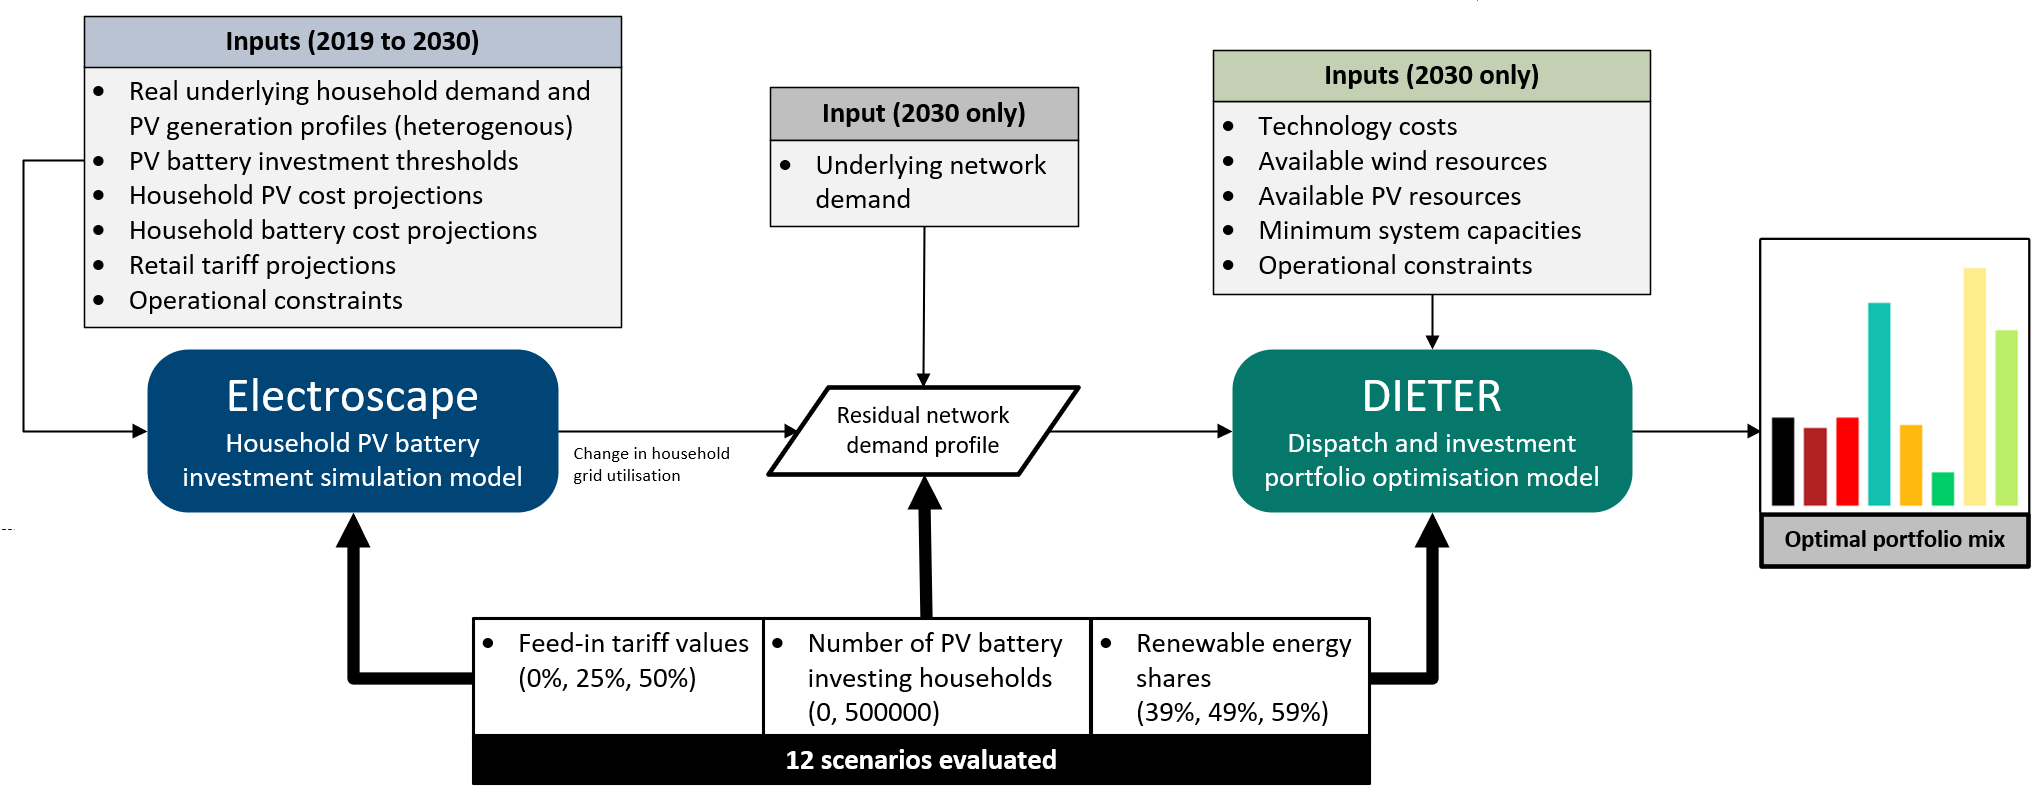 Inputs (2019 to 2030)
• Real underlying household demand and
PV generation profiles (heterogenous)
• PV battery investment thresholds
• Household PV cost projections
• Household battery cost projections
• Retail tariff projections
• Operational constraints
Input (2030 only)
• Underlying network
demand
Inputs (2030 only)
• Technology costs
• Available wind resources
• Available PV resources
• Minimum system capacities
• Operational constraints
Electroscape
Household PV battery
investment simulation model
Change in household
grid utilisation
Residual network
demand profile
DIETER
Dispatch and investment
portfolio optimisation model
Optimal portfolio mix
• Feed-in tariff values
(0%, 25%, 50%)
• Number of PV battery
investing households
(0, 500000)
• Renewable energy
shares
(39%, 49%, 59%)
12 scenarios evaluated